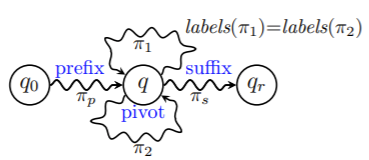 labels(π₁)=labels(π₂)
π₁
prefix suffix
q₀ q qᵣ
πₚ πₛ
pivot
π₂